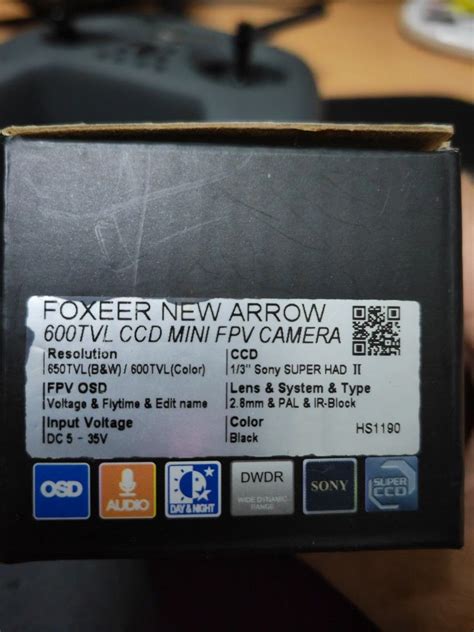 FOXEER NEW ARROW
600TVL CCD MINI FPV CAMERA
Resolution
650TVL(B&W) / 600TVL(Color)
CCD
1/3" Sony SUPER HAD II
FPV OSD
Voltage & Flytime & Edit name
Lens & System & Type
2.8mm & PAL & IR-Block
Input Voltage
DC 5 - 35V
Color
Black
HS1190
OSD
AUDIO
DAY & NIGHT
DWDR
WIDE DYNAMIC
RANGE
SONY
SUPER
CCD